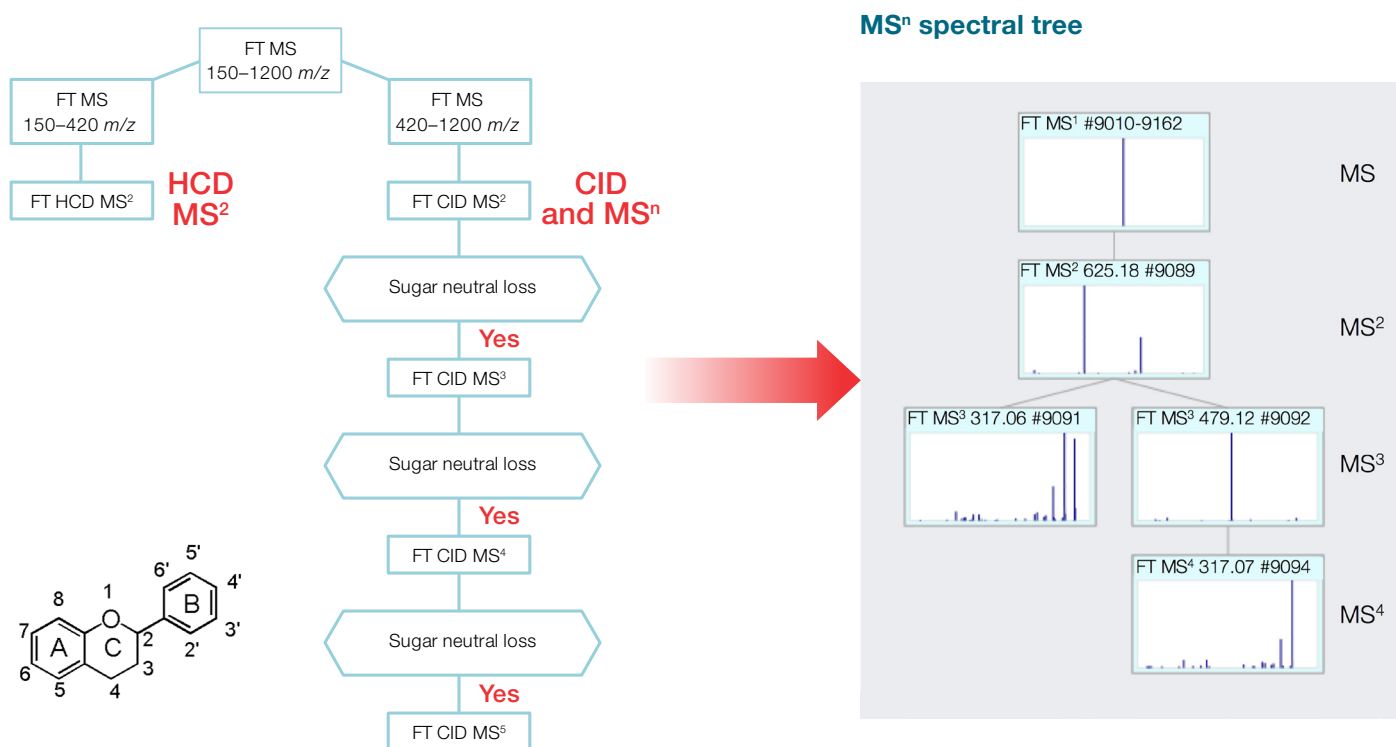 FT MS
150–1200 m/z
FT MS
150–420 m/z
FT MS
420–1200 m/z
FT HCD MS²
HCD
MS²
FT CID MS²
CID
and MSⁿ
Sugar neutral loss
Yes
FT CID MS³
Sugar neutral loss
Yes
FT CID MS⁴
Sugar neutral loss
Yes
FT CID MS⁵
5'
6'
4'
1
8
O
B
7
3'
A
C
2
2'
6
3
5
4
MSⁿ spectral tree
FT MS¹ #9010-9162
MS
FT MS² 625.18 #9089
MS²
FT MS³ 317.06 #9091
FT MS³ 479.12 #9092
MS³
FT MS⁴ 317.07 #9094
MS⁴